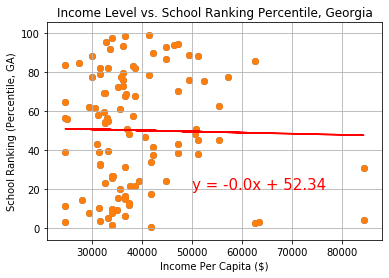 Income Level vs. School Ranking Percentile, Georgia
School Ranking (Percentile, GA)
100
80
60
40
20
0
y = -0.0x + 52.34
30000 40000 50000 60000 70000 80000
Income Per Capita ($)